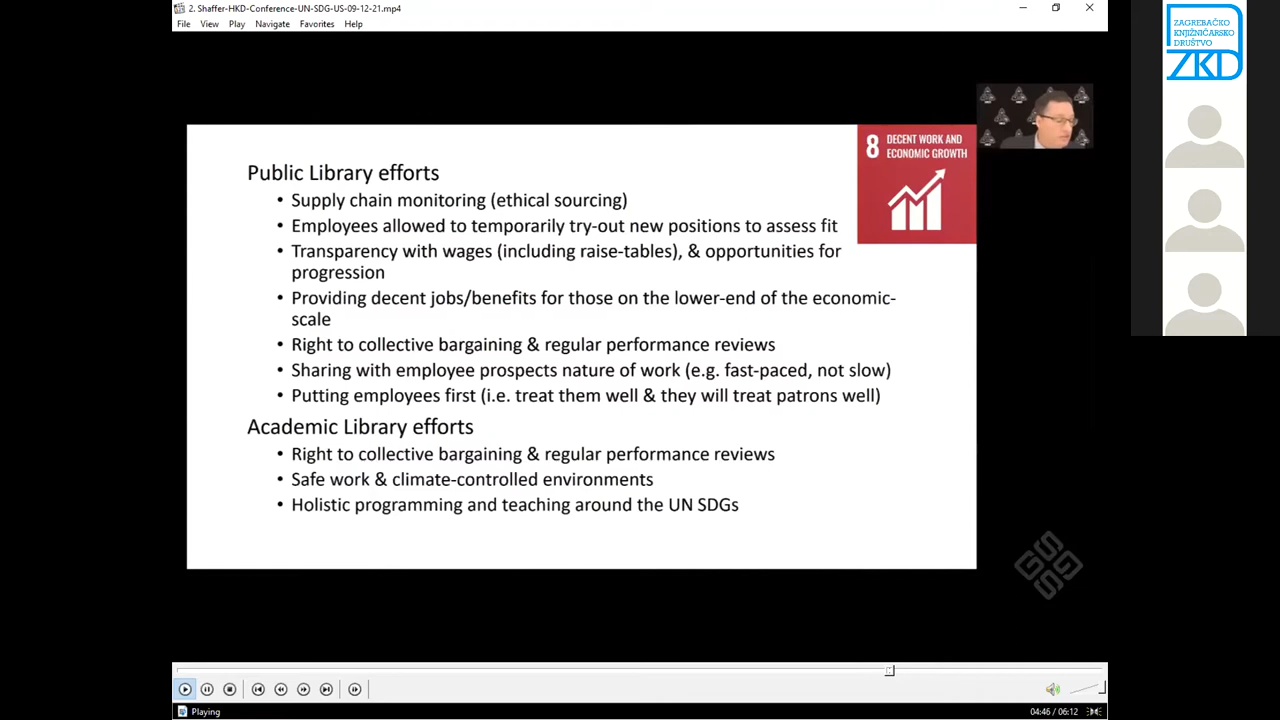 2. Shaffer-HKD-Conference-UN-SDG-US-09-12-21.mp4
File View Play Navigate Favorites Help
ZAGREBAČKO
KNJIŽNIČARSKO
DRUŠTVO
ZKD
8 DECENT WORK AND
ECONOMIC GROWTH
Public Library efforts
• Supply chain monitoring (ethical sourcing)
• Employees allowed to temporarily try-out new positions to assess fit
• Transparency with wages (including raise-tables), & opportunities for
progression
• Providing decent jobs/benefits for those on the lower-end of the economic-
scale
• Right to collective bargaining & regular performance reviews
• Sharing with employee prospects nature of work (e.g. fast-paced, not slow)
• Putting employees first (i.e. treat them well & they will treat patrons well)
Academic Library efforts
• Right to collective bargaining & regular performance reviews
• Safe work & climate-controlled environments
• Holistic programming and teaching around the UN SDGs
Playing
04:46 / 06:12